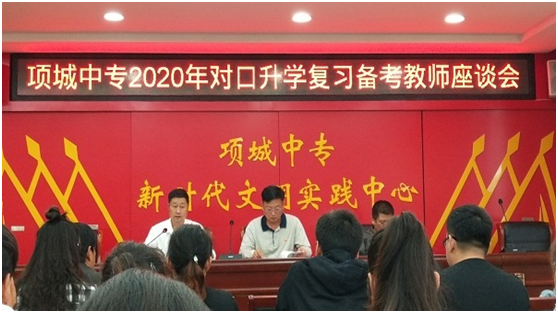 项城中专2020年对口升学复习备考教师座谈会
项城中专
新时代文明实践中心